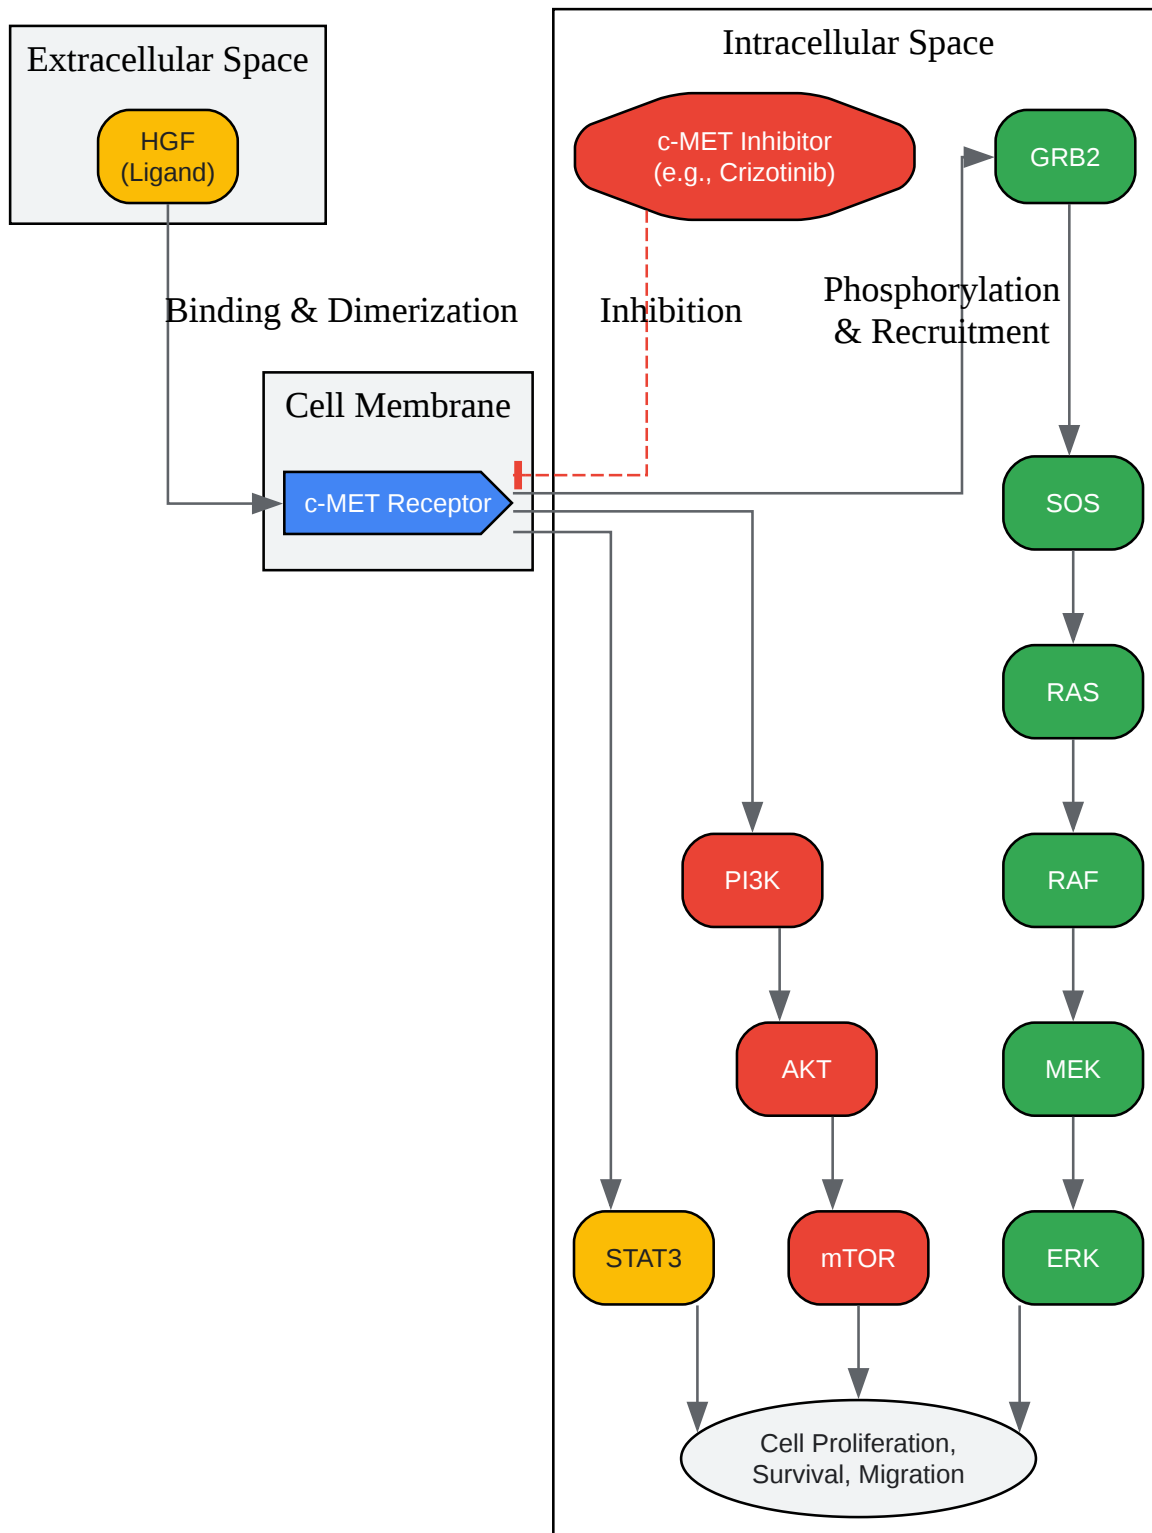 Extracellular Space
HGF
(Ligand)
Intracellular Space
c-MET Inhibitor
(e.g., Crizotinib)
GRB2
Binding & Dimerization
Inhibition
Phosphorylation
& Recruitment
Cell Membrane
c-MET Receptor
SOS
RAS
PI3K
RAF
AKT
MEK
STAT3
mTOR
ERK
Cell Proliferation,
Survival, Migration